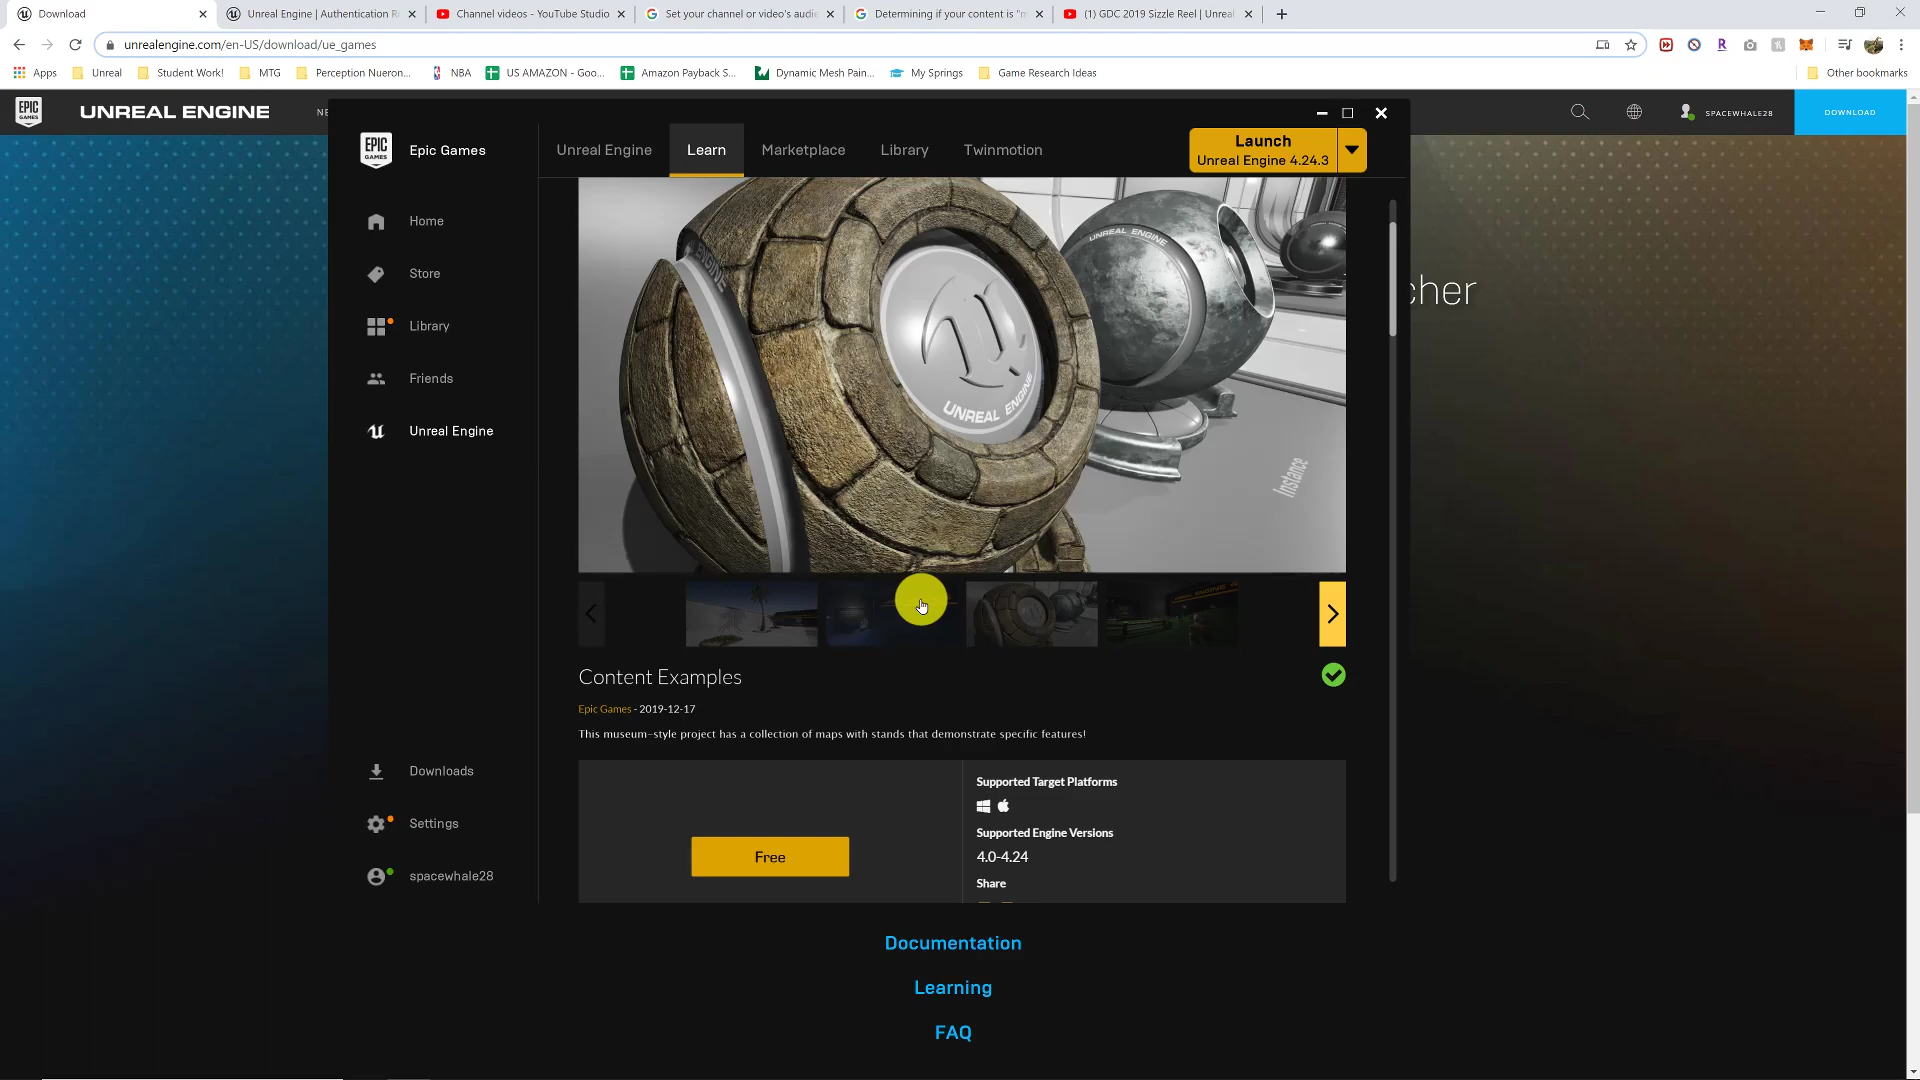 Download
Unreal Engine | Authentication R
Channel videos - YouTube Studio
Set your channel or video's audie
Determining if your content is "m
(1) GDC 2019 Sizzle Reel | Unreal
unrealengine.com/en-US/download/ue_games
Apps
Unreal
Student Work!
MTG
Perception Nueron...
NBA
US AMAZON - Goo...
Amazon Payback S...
Dynamic Mesh Pain...
My Springs
Game Research Ideas
Other bookmarks
EPIC GAMES
UNREAL ENGINE
NE
SPACEWHALE28
DOWNLOAD
EPIC GAMES
Epic Games
Unreal Engine
Learn
Marketplace
Library
Twinmotion
Launch
Unreal Engine 4.24.3
Home
Store
Library
Friends
Unreal Engine
cher
UNREAL ENGINE
UNREAL ENGINE
Instance
Content Examples
Epic Games - 2019-12-17
This museum-style project has a collection of maps with stands that demonstrate specific features!
Free
Supported Target Platforms
Supported Engine Versions
4.0-4.24
Share
Downloads
Settings
spacewhale28
Documentation
Learning
FAQ